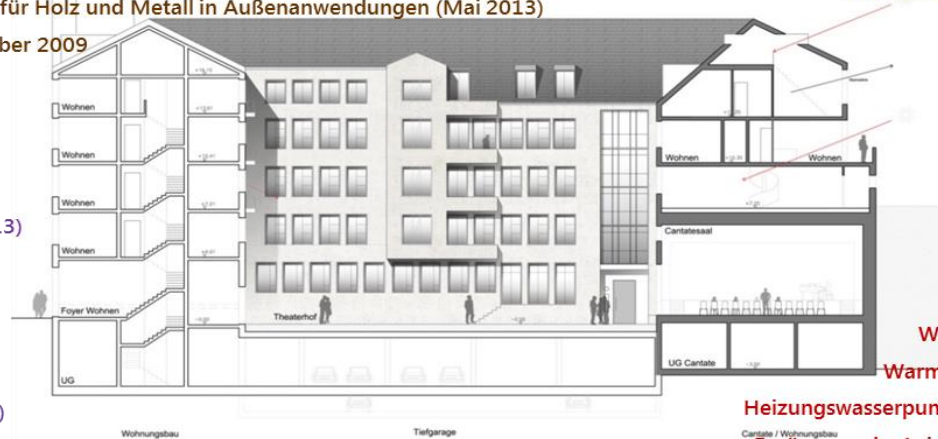 für Holz und Metall in Außenanwendungen (Mai 2013)
ber 2009
Wohnen
Wohnen
Wohnen
Wohnen
Wohnen
Wohnen
13)
Cantatesaal
Foyer Wohnen
Theaterhof
W
UG Cantate
Warm
UG
)
Heizungswasserpun
Wohnungsbau
Tiefgarage
Cantate / Wohnungsbau